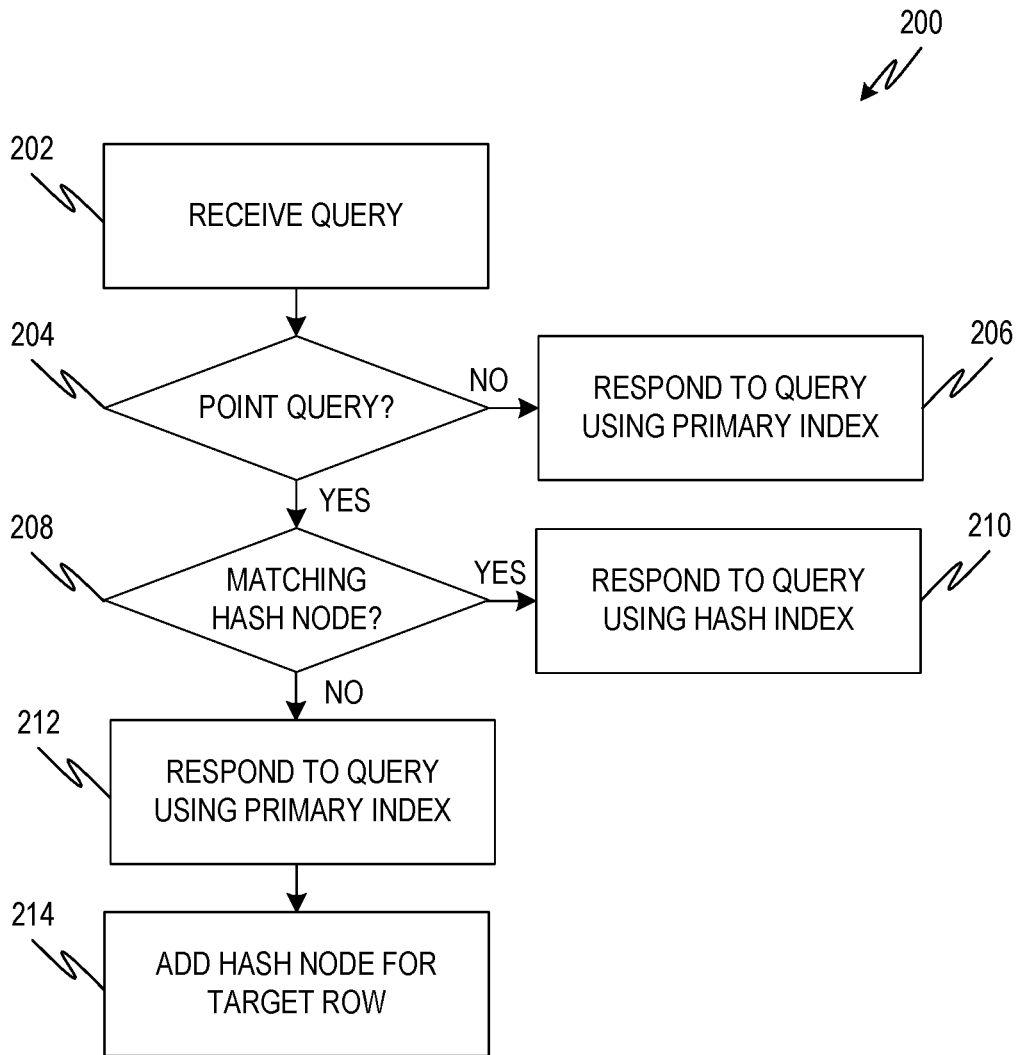 200
202
RECEIVE QUERY
204
POINT QUERY?
NO
206
RESPOND TO QUERY
USING PRIMARY INDEX
YES
208
MATCHING
HASH NODE?
YES
210
RESPOND TO QUERY
USING HASH INDEX
NO
212
RESPOND TO QUERY
USING PRIMARY INDEX
214
ADD HASH NODE FOR
TARGET ROW